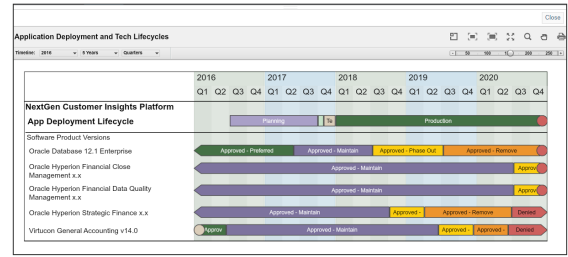 Close
Application Deployment and Tech Lifecycles
Timeline: 2016 5 Years Quarters
50 100 150 200 250
2016 2017 2018 2019 2020
Q1 Q2 Q3 Q4 Q1 Q2 Q3 Q4 Q1 Q2 Q3 Q4 Q1 Q2 Q3 Q4 Q1 Q2 Q3 Q4
NextGen Customer Insights Platform
App Deployment Lifecycle Planning Te Production
Software Product Versions
Oracle Database 12.1 Enterprise Approved - Preferred Approved - Maintain Approved - Phase Out Approved - Remove
Oracle Hyperion Financial Close
Management x.x Approved - Maintain Approv
Oracle Hyperion Financial Data Quality
Management x.x Approved - Maintain Approv
Oracle Hyperion Strategic Finance x.x Approved - Maintain Approved - Approved - Remove Denied
Virtucon General Accounting v14.0 Approv Approved - Maintain Approved - Approved - Denied